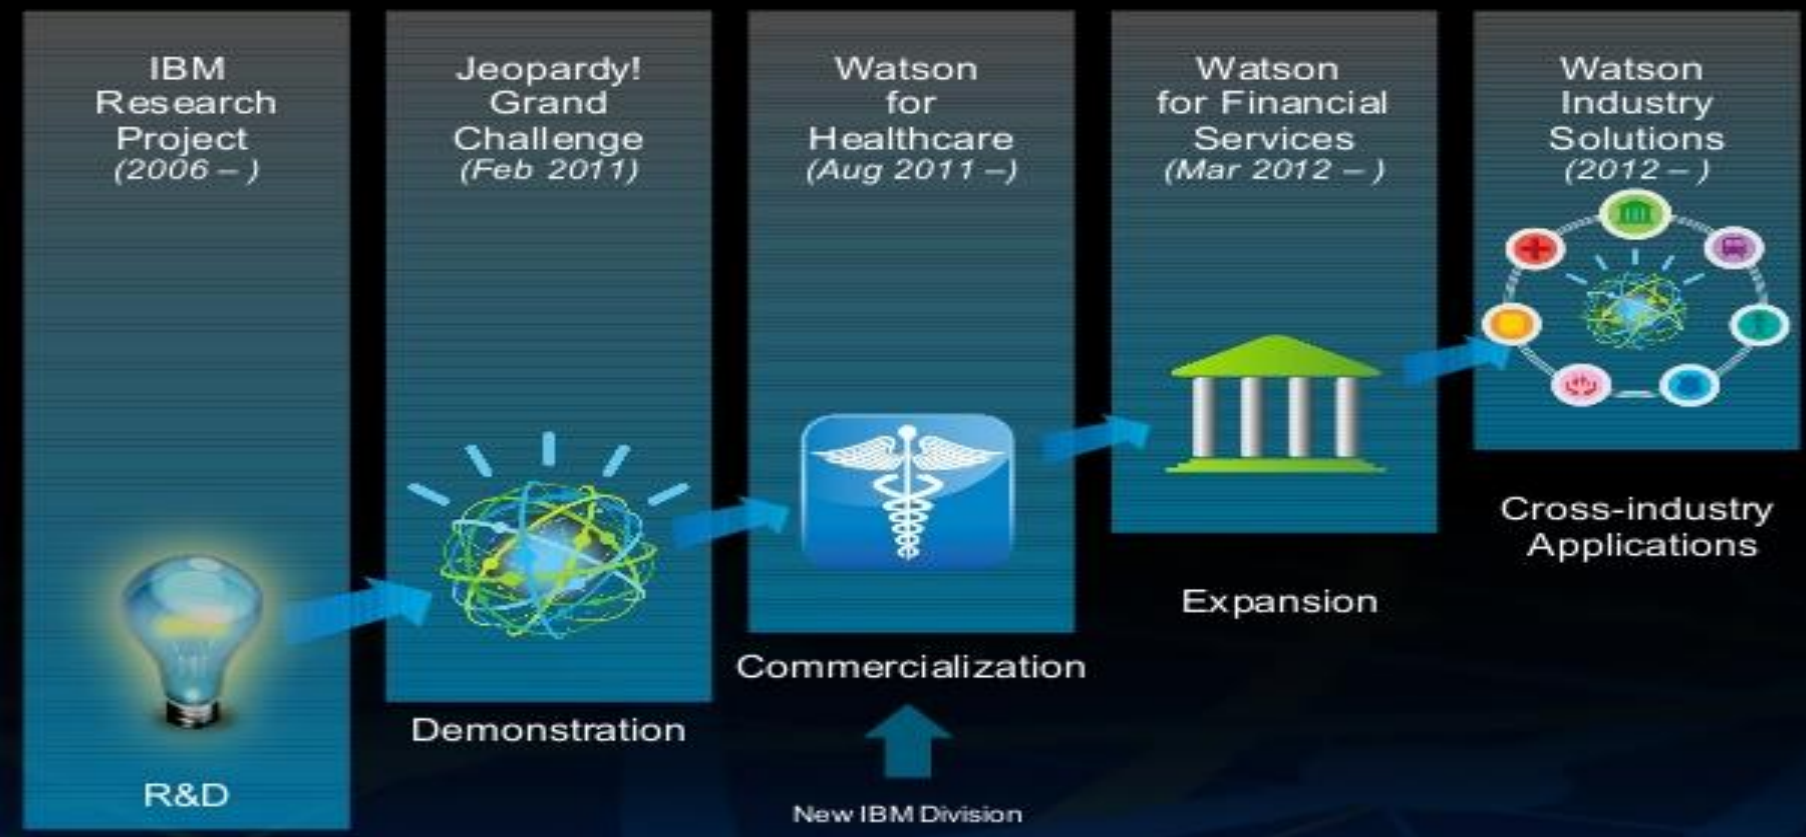 IBM
Research
Project
(2006 – )
R&D
Jeopardy!
Grand
Challenge
(Feb 2011)
Demonstration
Watson
for
Healthcare
(Aug 2011 –)
Commercialization
New IBM Division
Watson
for Financial
Services
(Mar 2012 – )
Expansion
Watson
Industry
Solutions
(2012 – )
Cross-industry
Applications